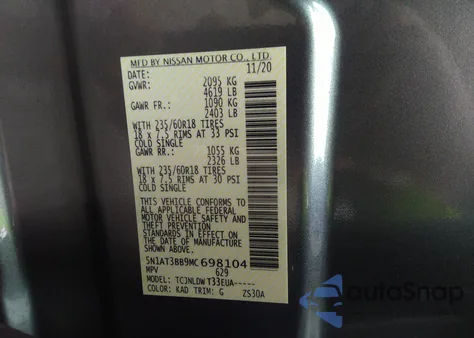 MFD BY NISSAN MOTOR CO., LTD.
DATE: 11/20
GVWR: 2095 KG
4619 LB
GAWR FR.: 1090 KG
2403 LB
WITH 235/60R18 TIRES
18 x 7.5 RIMS AT 33 PSI
COLD SINGLE
GAWR RR.: 1055 KG
2326 LB
WITH 235/60R18 TIRES
18 x 7.5 RIMS AT 30 PSI
COLD SINGLE
THIS VEHICLE CONFORMS TO
ALL APPLICABLE FEDERAL
MOTOR VEHICLE SAFETY AND
THEFT PREVENTION
STANDARDS IN EFFECT ON
THE DATE OF MANUFACTURE
SHOWN ABOVE.
5N1AT3BB9MC698104
MPV 629
MODEL: TCJNLDW T33EUA-----
COLOR: KAD TRIM: G ZS30A
autoSnap